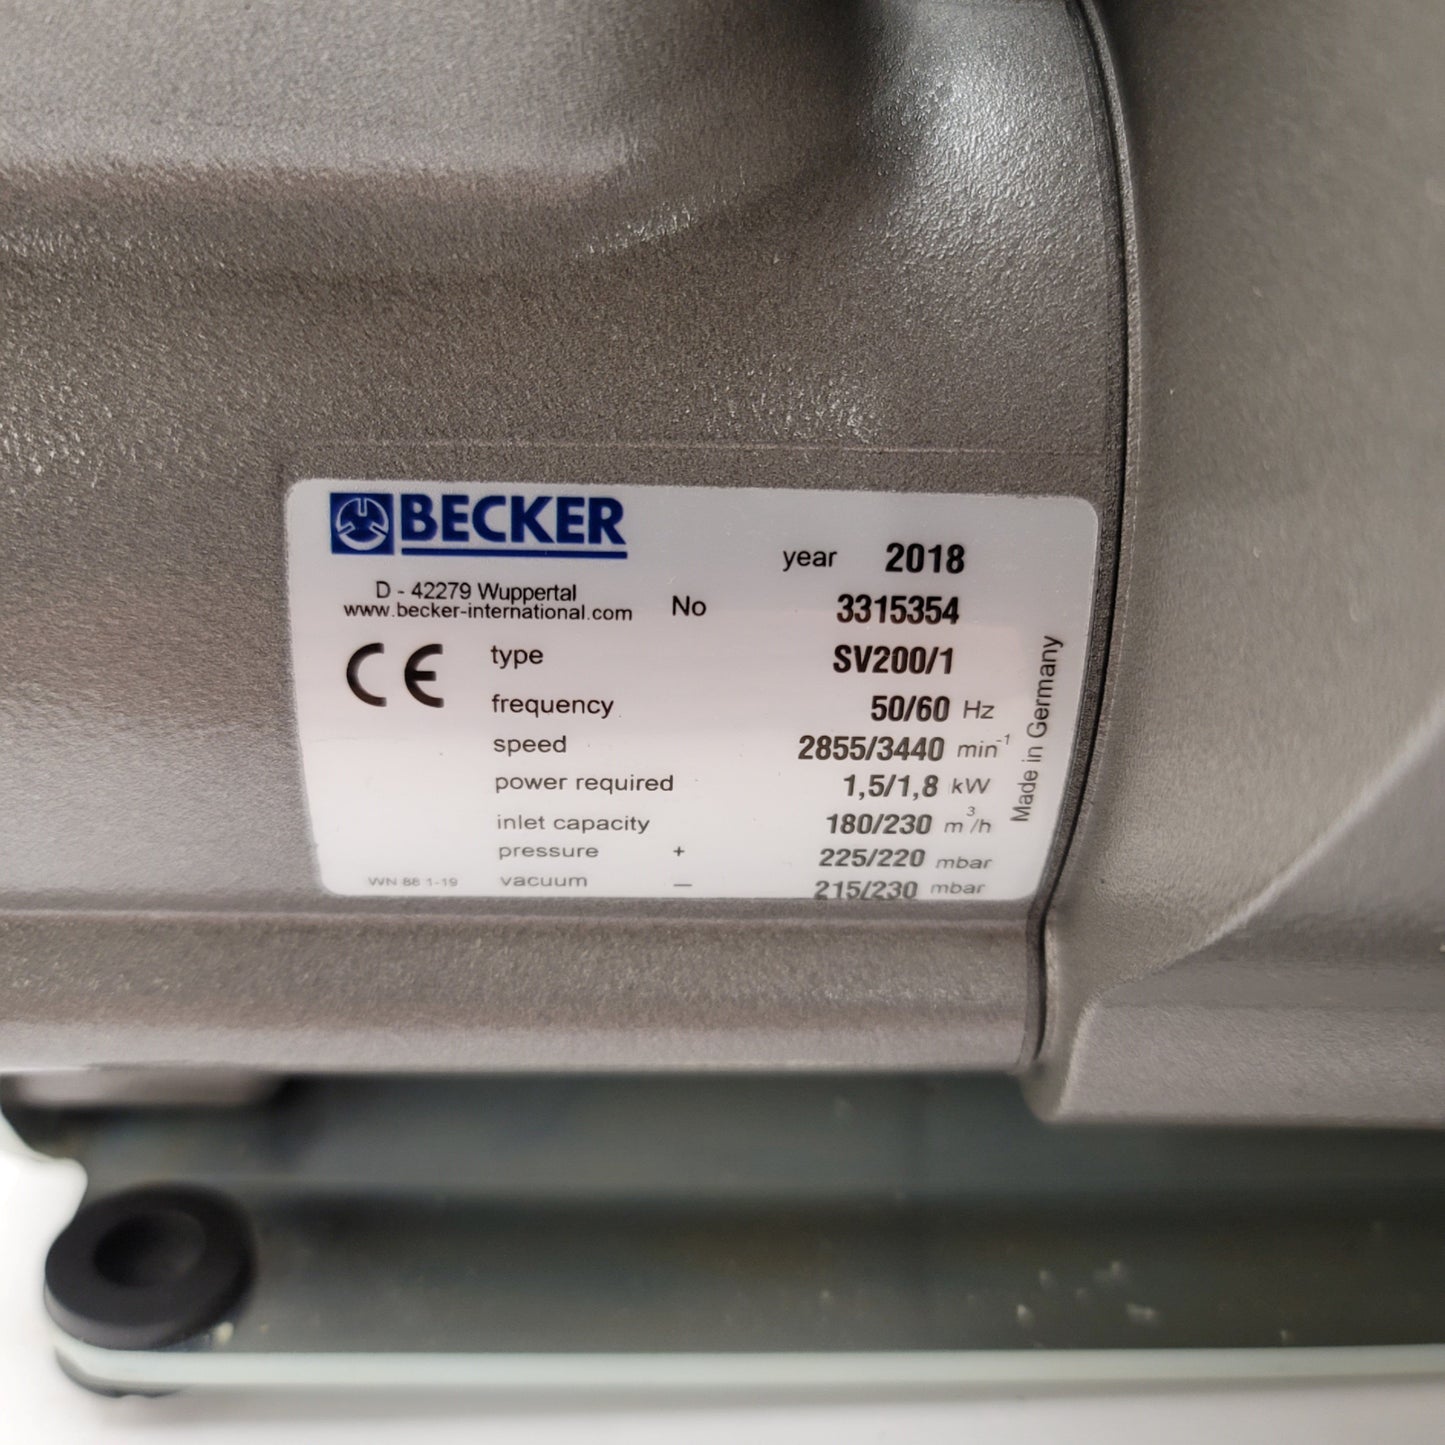 BECKER
year 2018
D - 42279 Wuppertal
www.becker-international.com
No 3315354
CE
type SV200/1
frequency 50/60 Hz
speed 2855/3440 min-1
power required 1,5/1,8 kW
inlet capacity 180/230 m3/h
pressure + 225/220 mbar
WN 88 1-19 vacuum — 215/230 mbar
Made in Germany